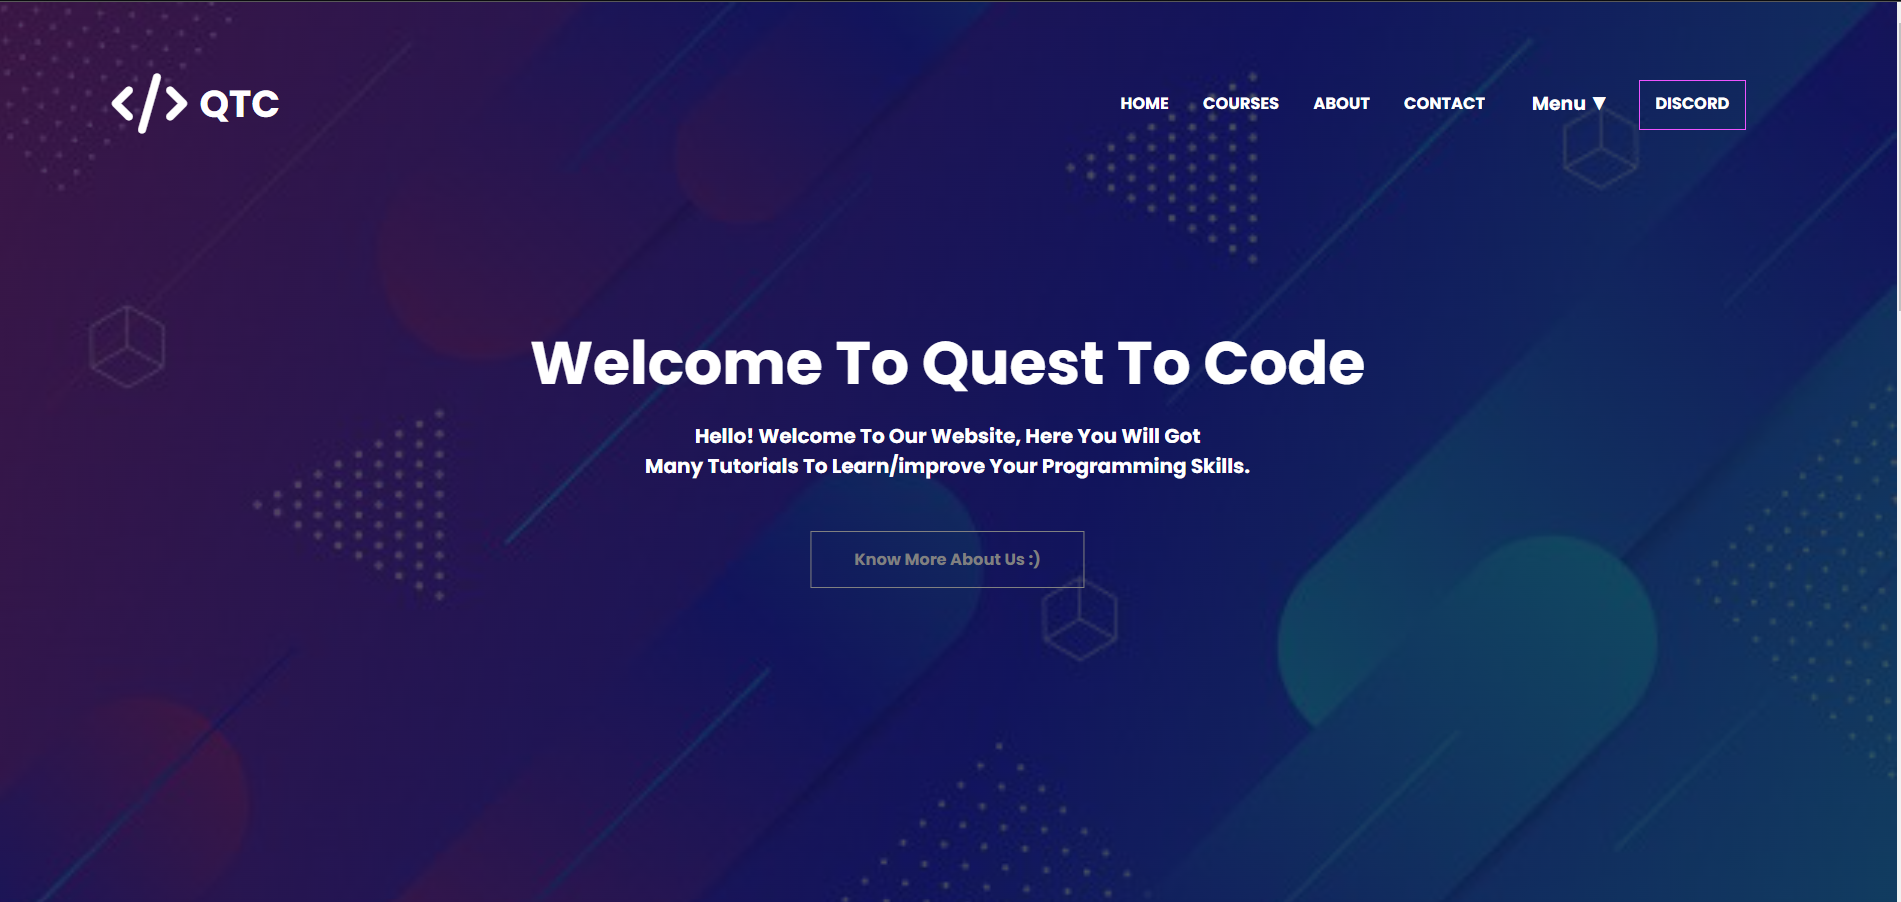 </> QTC
HOME COURSES ABOUT CONTACT Menu ▼ DISCORD
Welcome To Quest To Code
Hello! Welcome To Our Website, Here You Will Got
Many Tutorials To Learn/improve Your Programming Skills.
Know More About Us :)